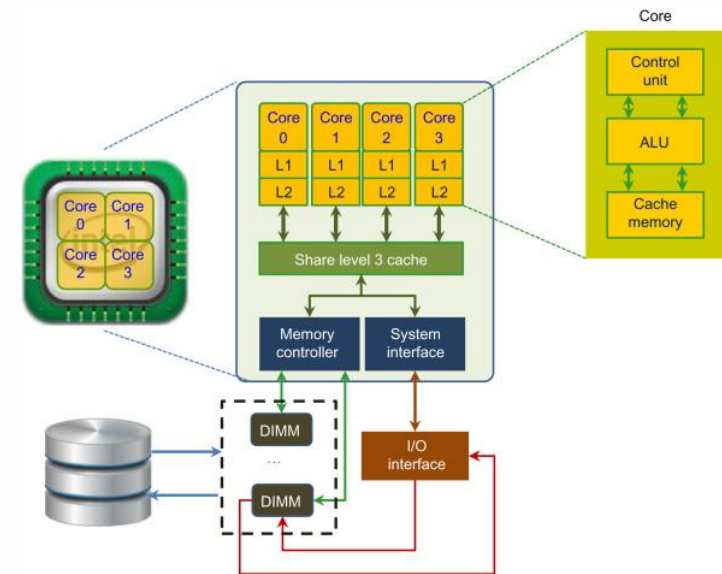 Core
Control
unit
ALU
Cache
memory
Core
0
Core
1
Core
2
Core
3
L1
L1
L1
L1
L2
L2
L2
L2
Share level 3 cache
Memory
controller
System
interface
Core
0
Core
1
Core
2
Core
3
intel
DIMM
...
DIMM
I/O
interface